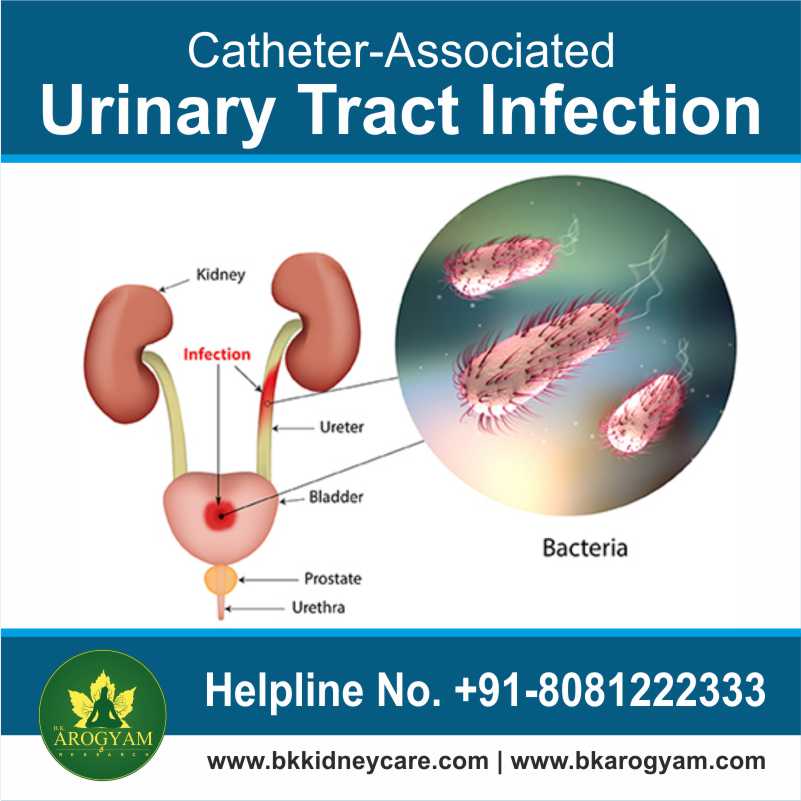 Catheter-Associated
Urinary Tract Infection
Kidney
Infection
Ureter
Bladder
Prostate
Urethra
Bacteria
Helpline No. +91-8081222333
B.K.
AROGYAM
&
RESEARCH
www.bkkidneycare.com | www.bkarogyam.com